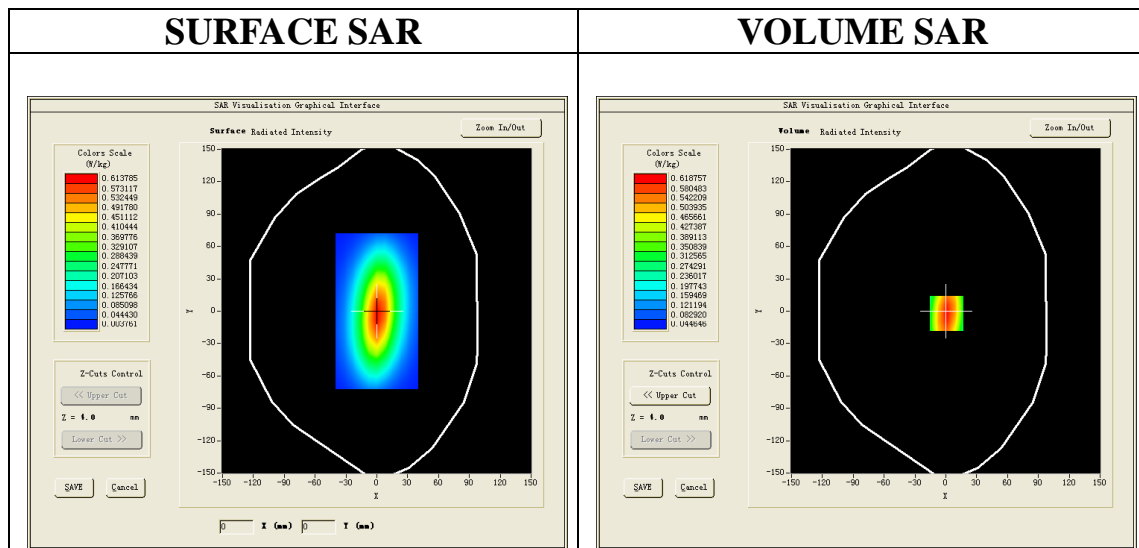 SURFACE SAR
VOLUME SAR
SAR Visualisation Graphical Interface
Surface Radiated Intensity
Zoom In/Out
Colors Scale
(W/kg)
0.613785
0.573117
0.532449
0.491780
0.451112
0.410444
0.369776
0.329107
0.288439
0.247771
0.207103
0.166434
0.125766
0.085098
0.044430
0.003761
150
120
90
60
30
0
-30
-60
-90
-120
-150
Y
-150 -120 -90 -60 -30 0 30 60 90 120 150
X
Z-Cuts Control
<< Upper Cut
Z = 4.0 mm
Lower Cut >>
SAVE Cancel
0 X (mm) 0 Y (mm)
SAR Visualisation Graphical Interface
Volume Radiated Intensity
Zoom In/Out
Colors Scale
(W/kg)
0.618757
0.580483
0.542209
0.503935
0.465661
0.427387
0.389113
0.350839
0.312565
0.274291
0.236017
0.197743
0.159469
0.121194
0.082920
0.044646
150
120
90
60
30
0
-30
-60
-90
-120
-150
Y
-150 -120 -90 -60 -30 0 30 60 90 120 150
X
Z-Cuts Control
<< Upper Cut
Z = 4.0 mm
Lower Cut >>
SAVE Cancel